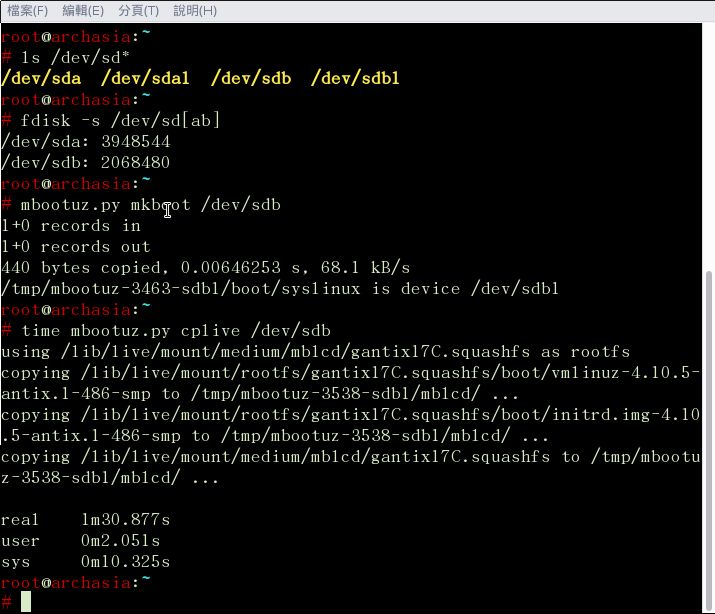 檔案(F) 編輯(E) 分頁(T) 說明(H)
root@archasia:~
# ls /dev/sd*
/dev/sda  /dev/sda1  /dev/sdb  /dev/sdb1
root@archasia:~
# fdisk -s /dev/sd[ab]
/dev/sda: 3948544
/dev/sdb: 2068480
root@archasia:~
# mbootuz.py mkboot /dev/sdb
1+0 records in
1+0 records out
440 bytes copied, 0.00646253 s, 68.1 kB/s
/tmp/mbootuz-3463-sdb1/boot/syslinux is device /dev/sdb1
root@archasia:~
# time mbootuz.py cplive /dev/sdb
using /lib/live/mount/medium/mblcd/gantix17C.squashfs as rootfs
copying /lib/live/mount/rootfs/gantix17C.squashfs/boot/vmlinuz-4.10.5-
antix.1-486-smp to /tmp/mbootuz-3538-sdb1/mblcd/ ...
copying /lib/live/mount/rootfs/gantix17C.squashfs/boot/initrd.img-4.10
.5-antix.1-486-smp to /tmp/mbootuz-3538-sdb1/mblcd/ ...
copying /lib/live/mount/medium/mblcd/gantix17C.squashfs to /tmp/mbootu
z-3538-sdb1/mblcd/ ...
real    1m30.877s
user    0m2.051s
sys     0m10.325s
root@archasia:~
#